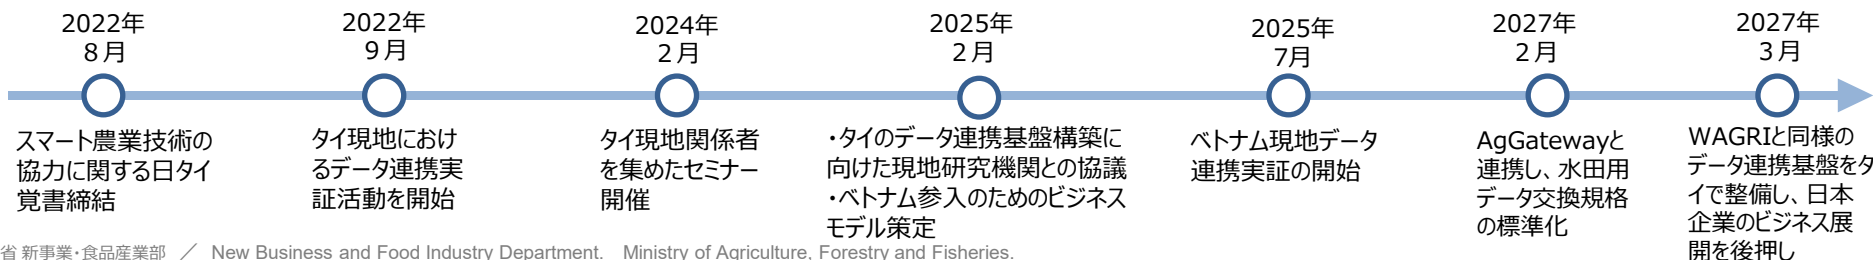 2022年
８月
2022年
９月
2024年
２月
2025年
２月
2025年
7月
2027年
２月
2027年
３月
スマート農業技術の
協力に関する日タイ
覚書締結
タイ現地におけ
るデータ連携実
証活動を開始
タイ現地関係者
を集めたセミナー
開催
・タイのデータ連携基盤構築に
向けた現地研究機関との協議
・ベトナム参入のためのビジネス
モデル策定
ベトナム現地データ
連携実証の開始
AgGatewayと
連携し、水田用
データ交換規格
の標準化
WAGRIと同様の
データ連携基盤をタ
イで整備し、日本
企業のビジネス展
開を後押し
省 新事業・食品産業部 ／ New Business and Food Industry Department, Ministry of Agriculture, Forestry and Fisheries.